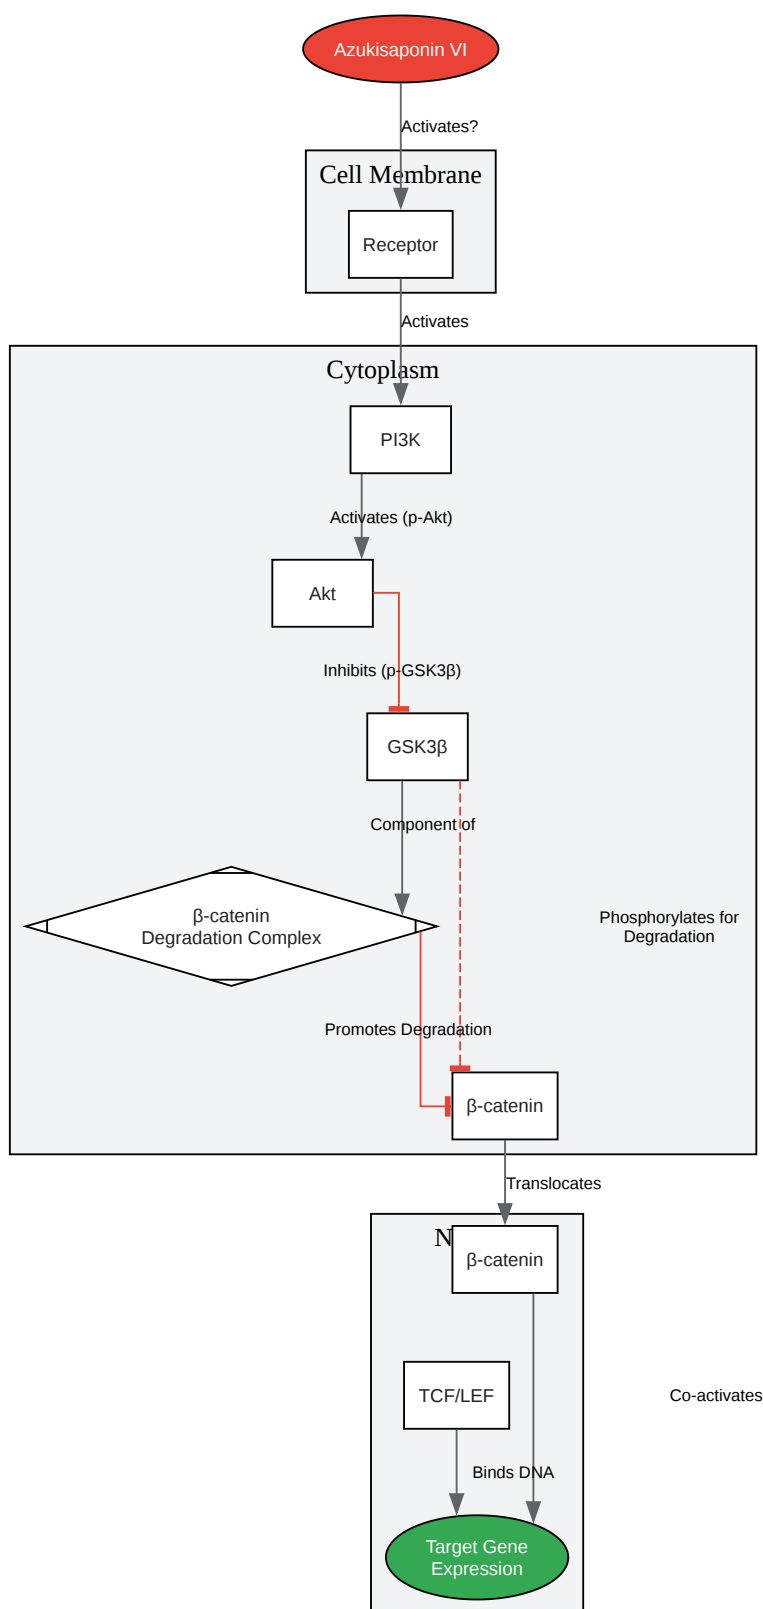 Azukisaponin VI
Activates?
Cell Membrane
Receptor
Activates
Cytoplasm
PI3K
Activates (p-Akt)
Akt
Inhibits (p-GSK3β)
GSK3β
Component of
β-catenin
Degradation Complex
Phosphorylates for
Degradation
Promotes Degradation
β-catenin
Translocates
N
β-catenin
TCF/LEF
Co-activates
Binds DNA
Target Gene
Expression